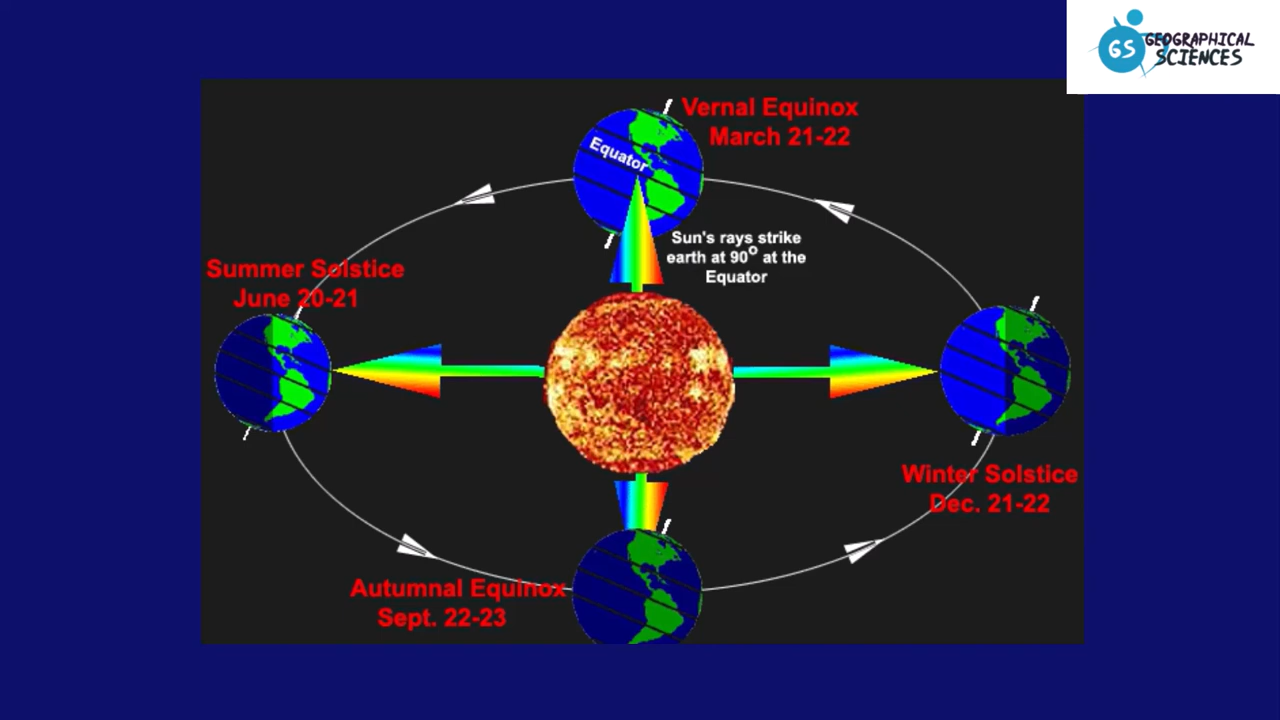 GS GEOGRAPHICAL
SCIENCES
Vernal Equinox
March 21-22
Equator
Sun's rays strike
earth at 90° at the
Equator
Summer Solstice
June 20-21
Winter Solstice
Dec. 21-22
Autumnal Equinox
Sept. 22-23